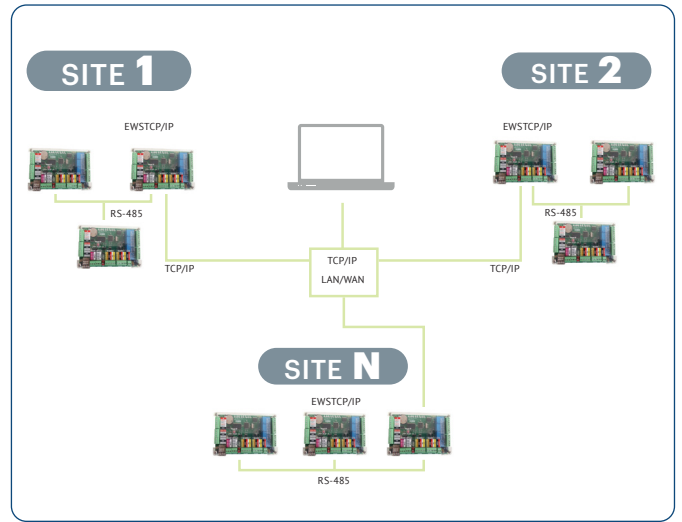 SITE 1
SITE 2
EWSTCP/IP
EWSTCP/IP
RS-485
RS-485
TCP/IP
TCP/IP
LAN/WAN
TCP/IP
SITE N
EWSTCP/IP
RS-485